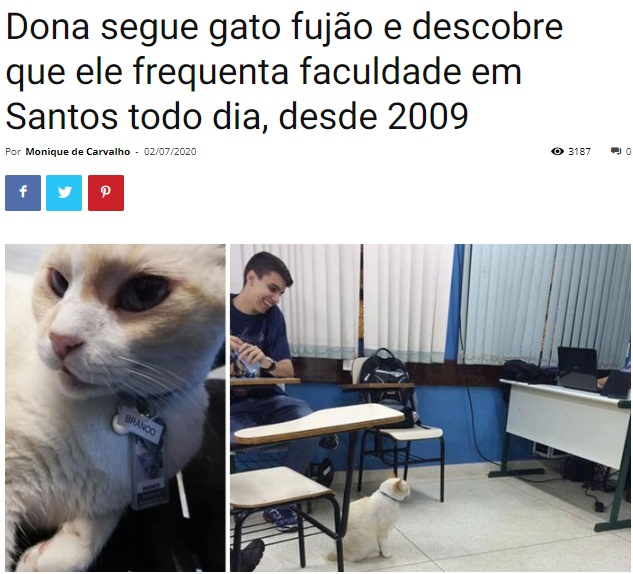 Dona segue gato fujão e descobre
que ele frequenta faculdade em
Santos todo dia, desde 2009
Por Monique de Carvalho - 02/07/2020 3187 0
BRANCO